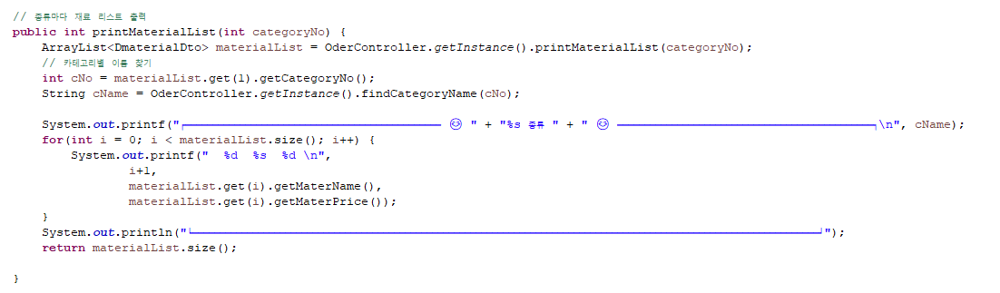 // 종류마다 재료 리스트 출력
public int printMaterialList(int categoryNo) {
    ArrayList<DmaterialDto> materialList = OderController.getInstance().printMaterialList(categoryNo);
    // 카테고리별 이름 찾기
    int cNo = materialList.get(1).getCategoryNo();
    String cName = OderController.getInstance().findCategoryName(cNo);
    System.out.printf("┍━━━━━━━━━━━━━━━━━━━━━━━━━━━━ 😊 " + "%s 종류 " + " 😊 ━━━━━━━━━━━━━━━━━━━━━━━━━━━━┑\n", cName);
    for(int i = 0; i < materialList.size(); i++) {
        System.out.printf("  %d  %s  %d \n",
                i+1,
                materialList.get(i).getMaterName(),
                materialList.get(i).getMaterPrice());
    }
    System.out.println("┕━━━━━━━━━━━━━━━━━━━━━━━━━━━━━━━━━━━━━━━━━━━━━━━━━━━━━━━━━━━━━━━━━━━━┙");
    return materialList.size();
}